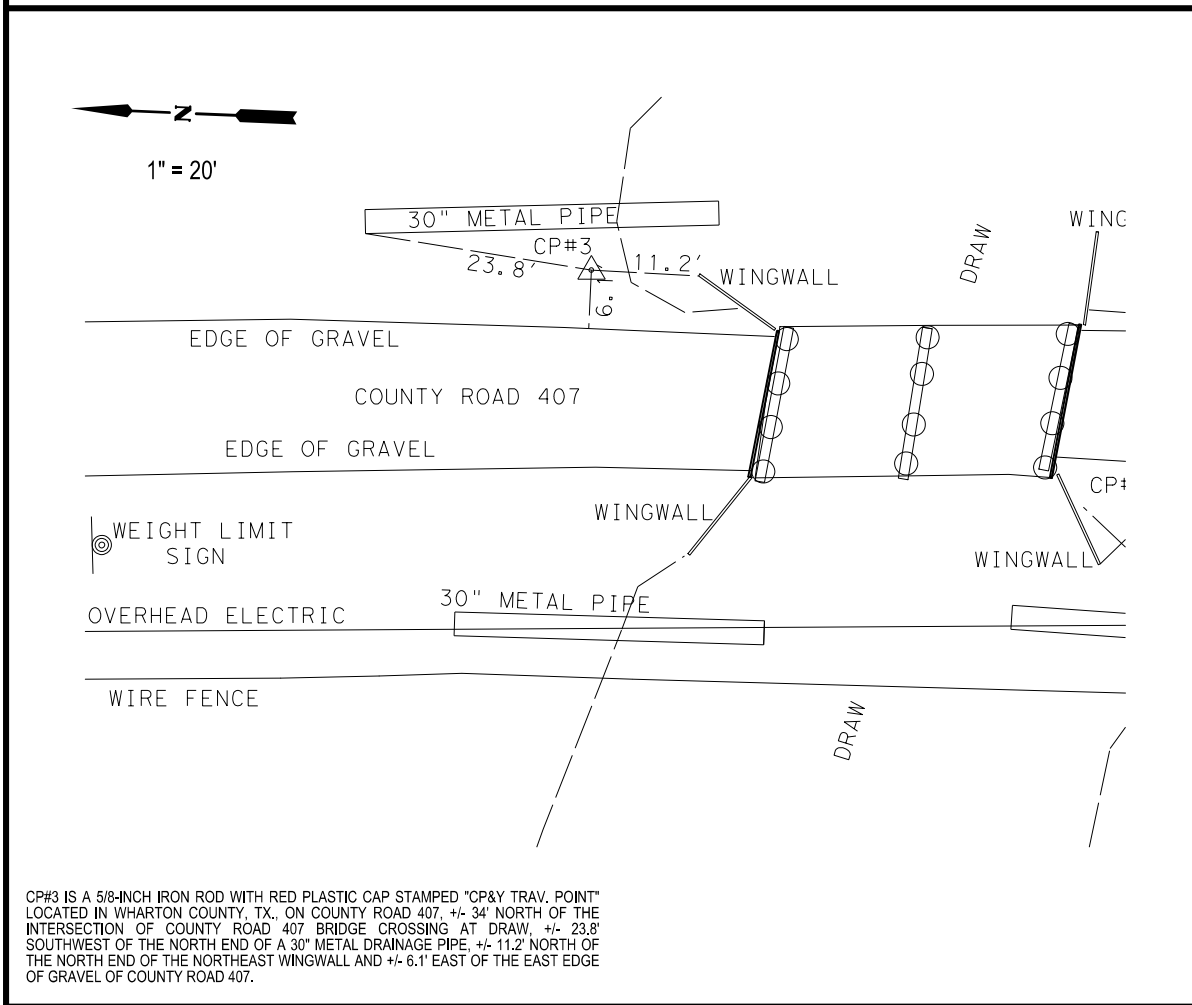 N
1" = 20'
30" METAL PIPE
CP#3
23.8'
11.2'
6.1'
WINGWALL
DRAW
WING
EDGE OF GRAVEL
COUNTY ROAD 407
EDGE OF GRAVEL
WINGWALL
CP#
WEIGHT LIMIT
SIGN
WINGWALL
30" METAL PIPE
OVERHEAD ELECTRIC
WIRE FENCE
DRAW
CP#3 IS A 5/8-INCH IRON ROD WITH RED PLASTIC CAP STAMPED "CP&Y TRAV. POINT"
LOCATED IN WHARTON COUNTY, TX., ON COUNTY ROAD 407, +/- 34' NORTH OF THE
INTERSECTION OF COUNTY ROAD 407 BRIDGE CROSSING AT DRAW, +/- 23.8'
SOUTHWEST OF THE NORTH END OF A 30" METAL DRAINAGE PIPE, +/- 11.2' NORTH OF
THE NORTH END OF THE NORTHEAST WINGWALL AND +/- 6.1' EAST OF THE EAST EDGE
OF GRAVEL OF COUNTY ROAD 407.